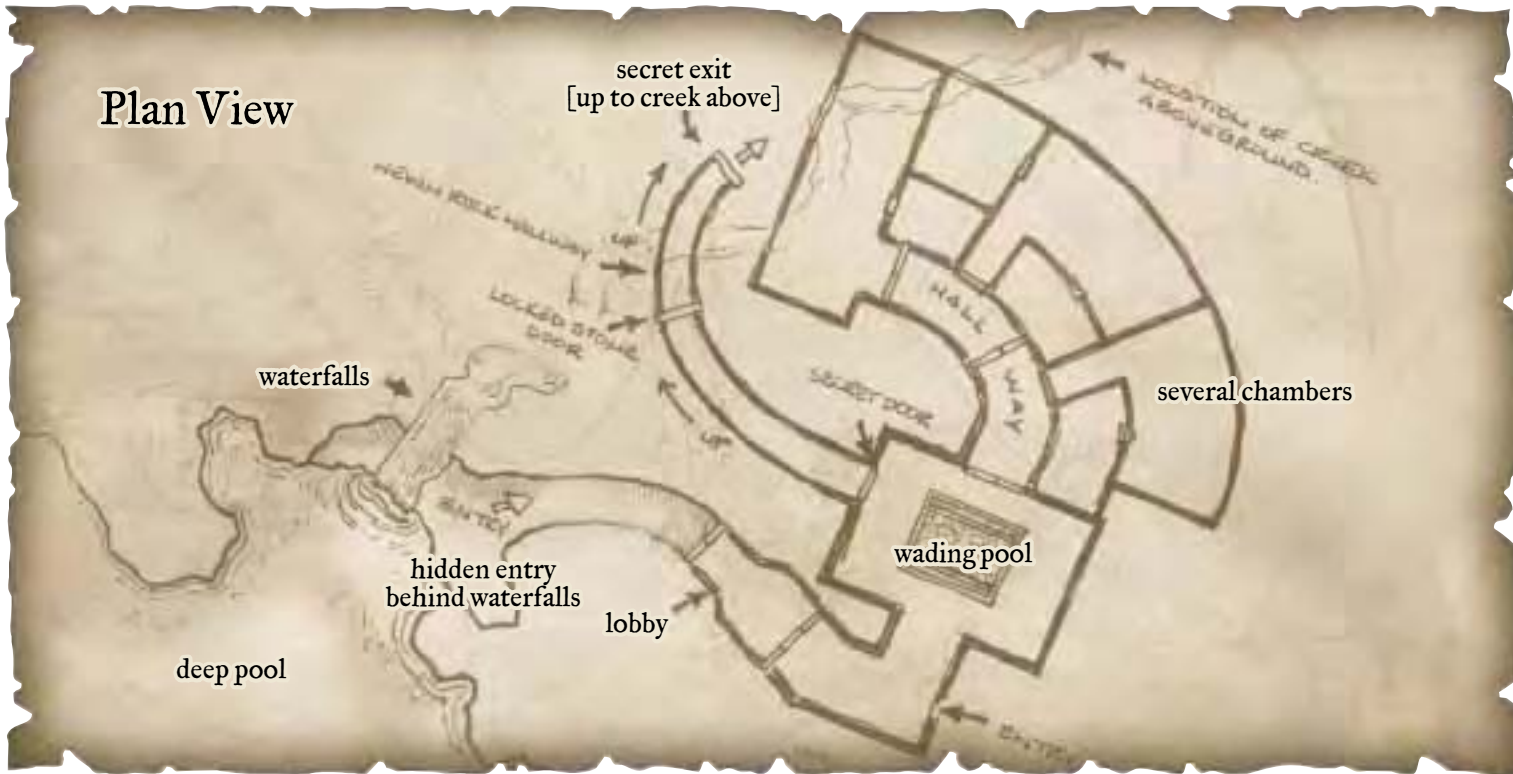 Plan View
secret exit
[up to creek above]
LOCATION OF CREEK
ABOVEGROUND.
HEWN ROCK HALLWAY
UP
LOCKED STONE
DOOR
HALL
WAY
waterfalls
SECRET DOOR
several chambers
UP
ENTRY
wading pool
hidden entry
behind waterfalls
lobby
deep pool
ENTRY